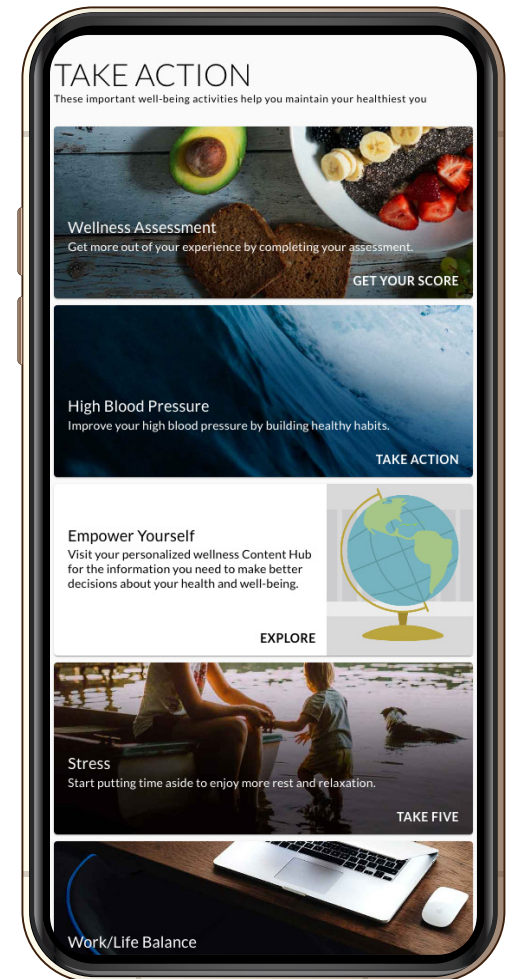 TAKE ACTION
These important well-being activities help you maintain your healthiest you
Wellness Assessment
Get more out of your experience by completing your assessment.
GET YOUR SCORE
High Blood Pressure
Improve your high blood pressure by building healthy habits.
TAKE ACTION
Empower Yourself
Visit your personalized wellness Content Hub
for the information you need to make better
decisions about your health and well-being.
EXPLORE
Stress
Start putting time aside to enjoy more rest and relaxation.
TAKE FIVE
Work/Life Balance